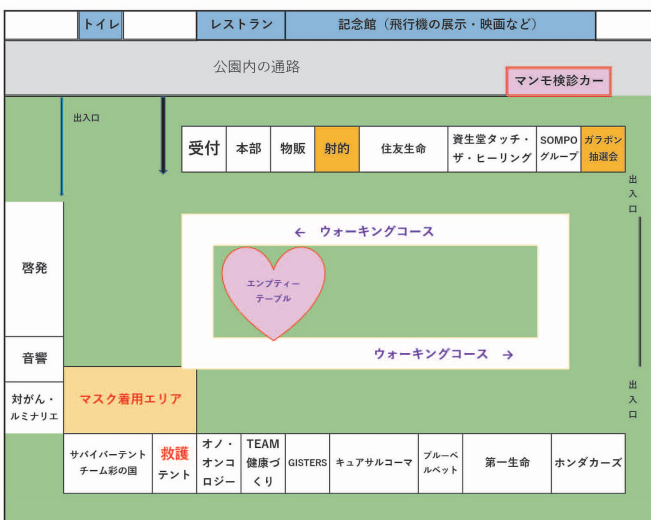 トイレ
レストラン
記念館（飛行機の展示・映画など）
公園内の通路
マンモ検診カー
出入口
受付
本部
物販
射的
住友生命
資生堂タッチ・
ザ・ヒーリング
SOMPO
グループ
ガラポン
抽選会
出
入
口
← ウォーキングコース
エンプティー
テーブル
ウォーキングコース →
啓発
音響
対がん・
ルミナリエ
マスク着用エリア
出
入
口
サバイバーテント
チーム彩の国
救護
テント
オノ・
オンコ
ロジー
TEAM
健康づ
くり
GISTERS
キュアサルコーマ
ブルーベ
ルベット
第一生命
ホンダカーズ